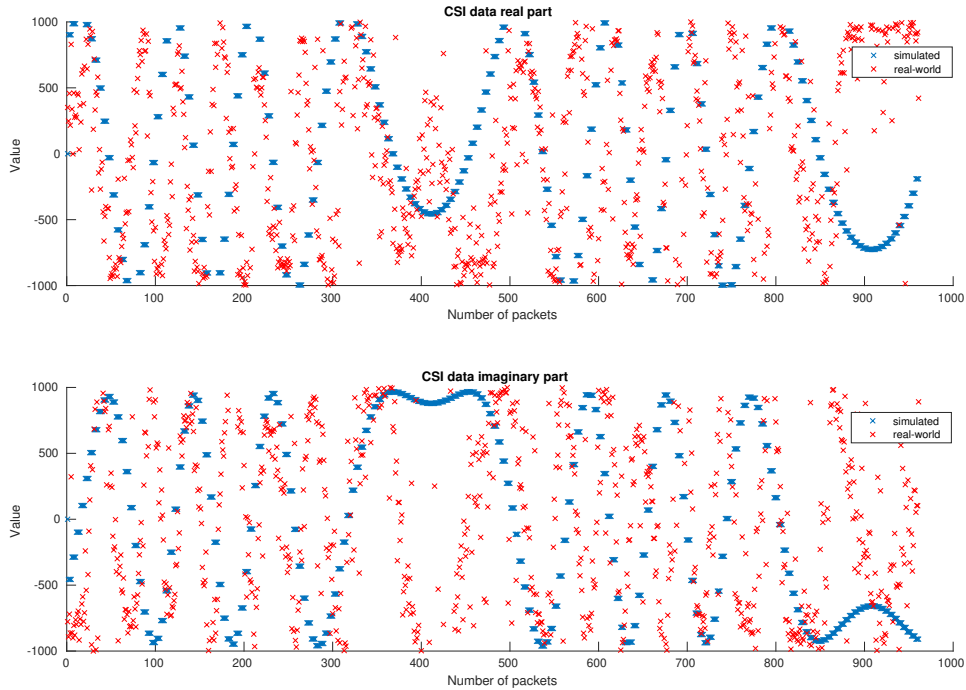 CSI data real part
1000
500
0
-500
-1000
Value
0 100 200 300 400 500 600 700 800 900 1000
Number of packets
simulated
real-world
CSI data imaginary part
1000
500
0
-500
-1000
Value
0 100 200 300 400 500 600 700 800 900 1000
Number of packets
simulated
real-world